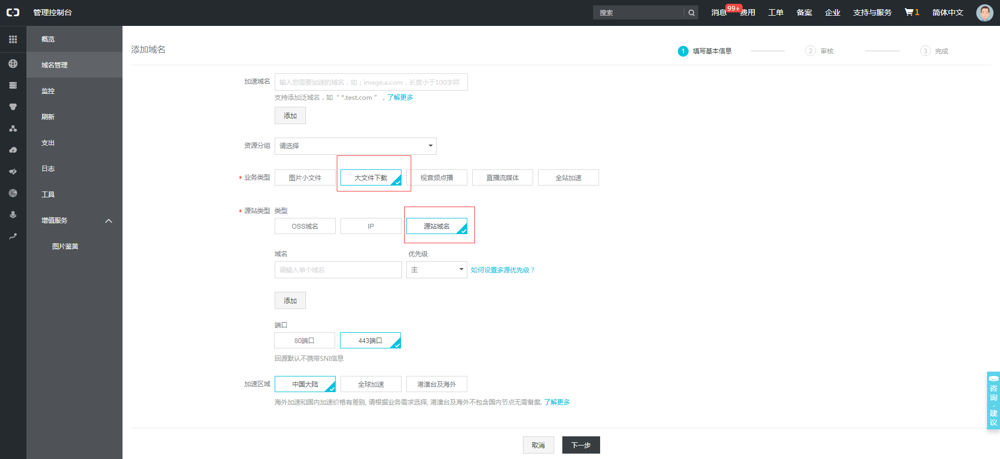 管理控制台
搜索
消息
99+
费用
工单
备案
企业
支持与服务
1
简体中文
概览
域名管理
监控
刷新
支出
日志
工具
增值服务
图片鉴黄
添加域名
1 填写基本信息
2 审核
3 完成
加速域名
输入您需要加速的域名，如：image.a.com，长度小于100字符
支持添加泛域名，如 “ *.test.com ” ，了解更多
添加
资源分组
请选择
* 业务类型
图片小文件
大文件下载
视音频点播
直播流媒体
全站加速
* 源站类型
类型
OSS域名
IP
源站域名
域名
优先级
请输入单个域名
主
如何设置多源优先级？
添加
端口
80端口
443端口
回源默认不携带SNI信息
加速区域
中国大陆
全球加速
港澳台及海外
海外加速和国内加速价格有差别, 请根据业务需求选择, 港澳台及海外不包含国内节点无需备案. 了解更多
取消
下一步
咨询·建议